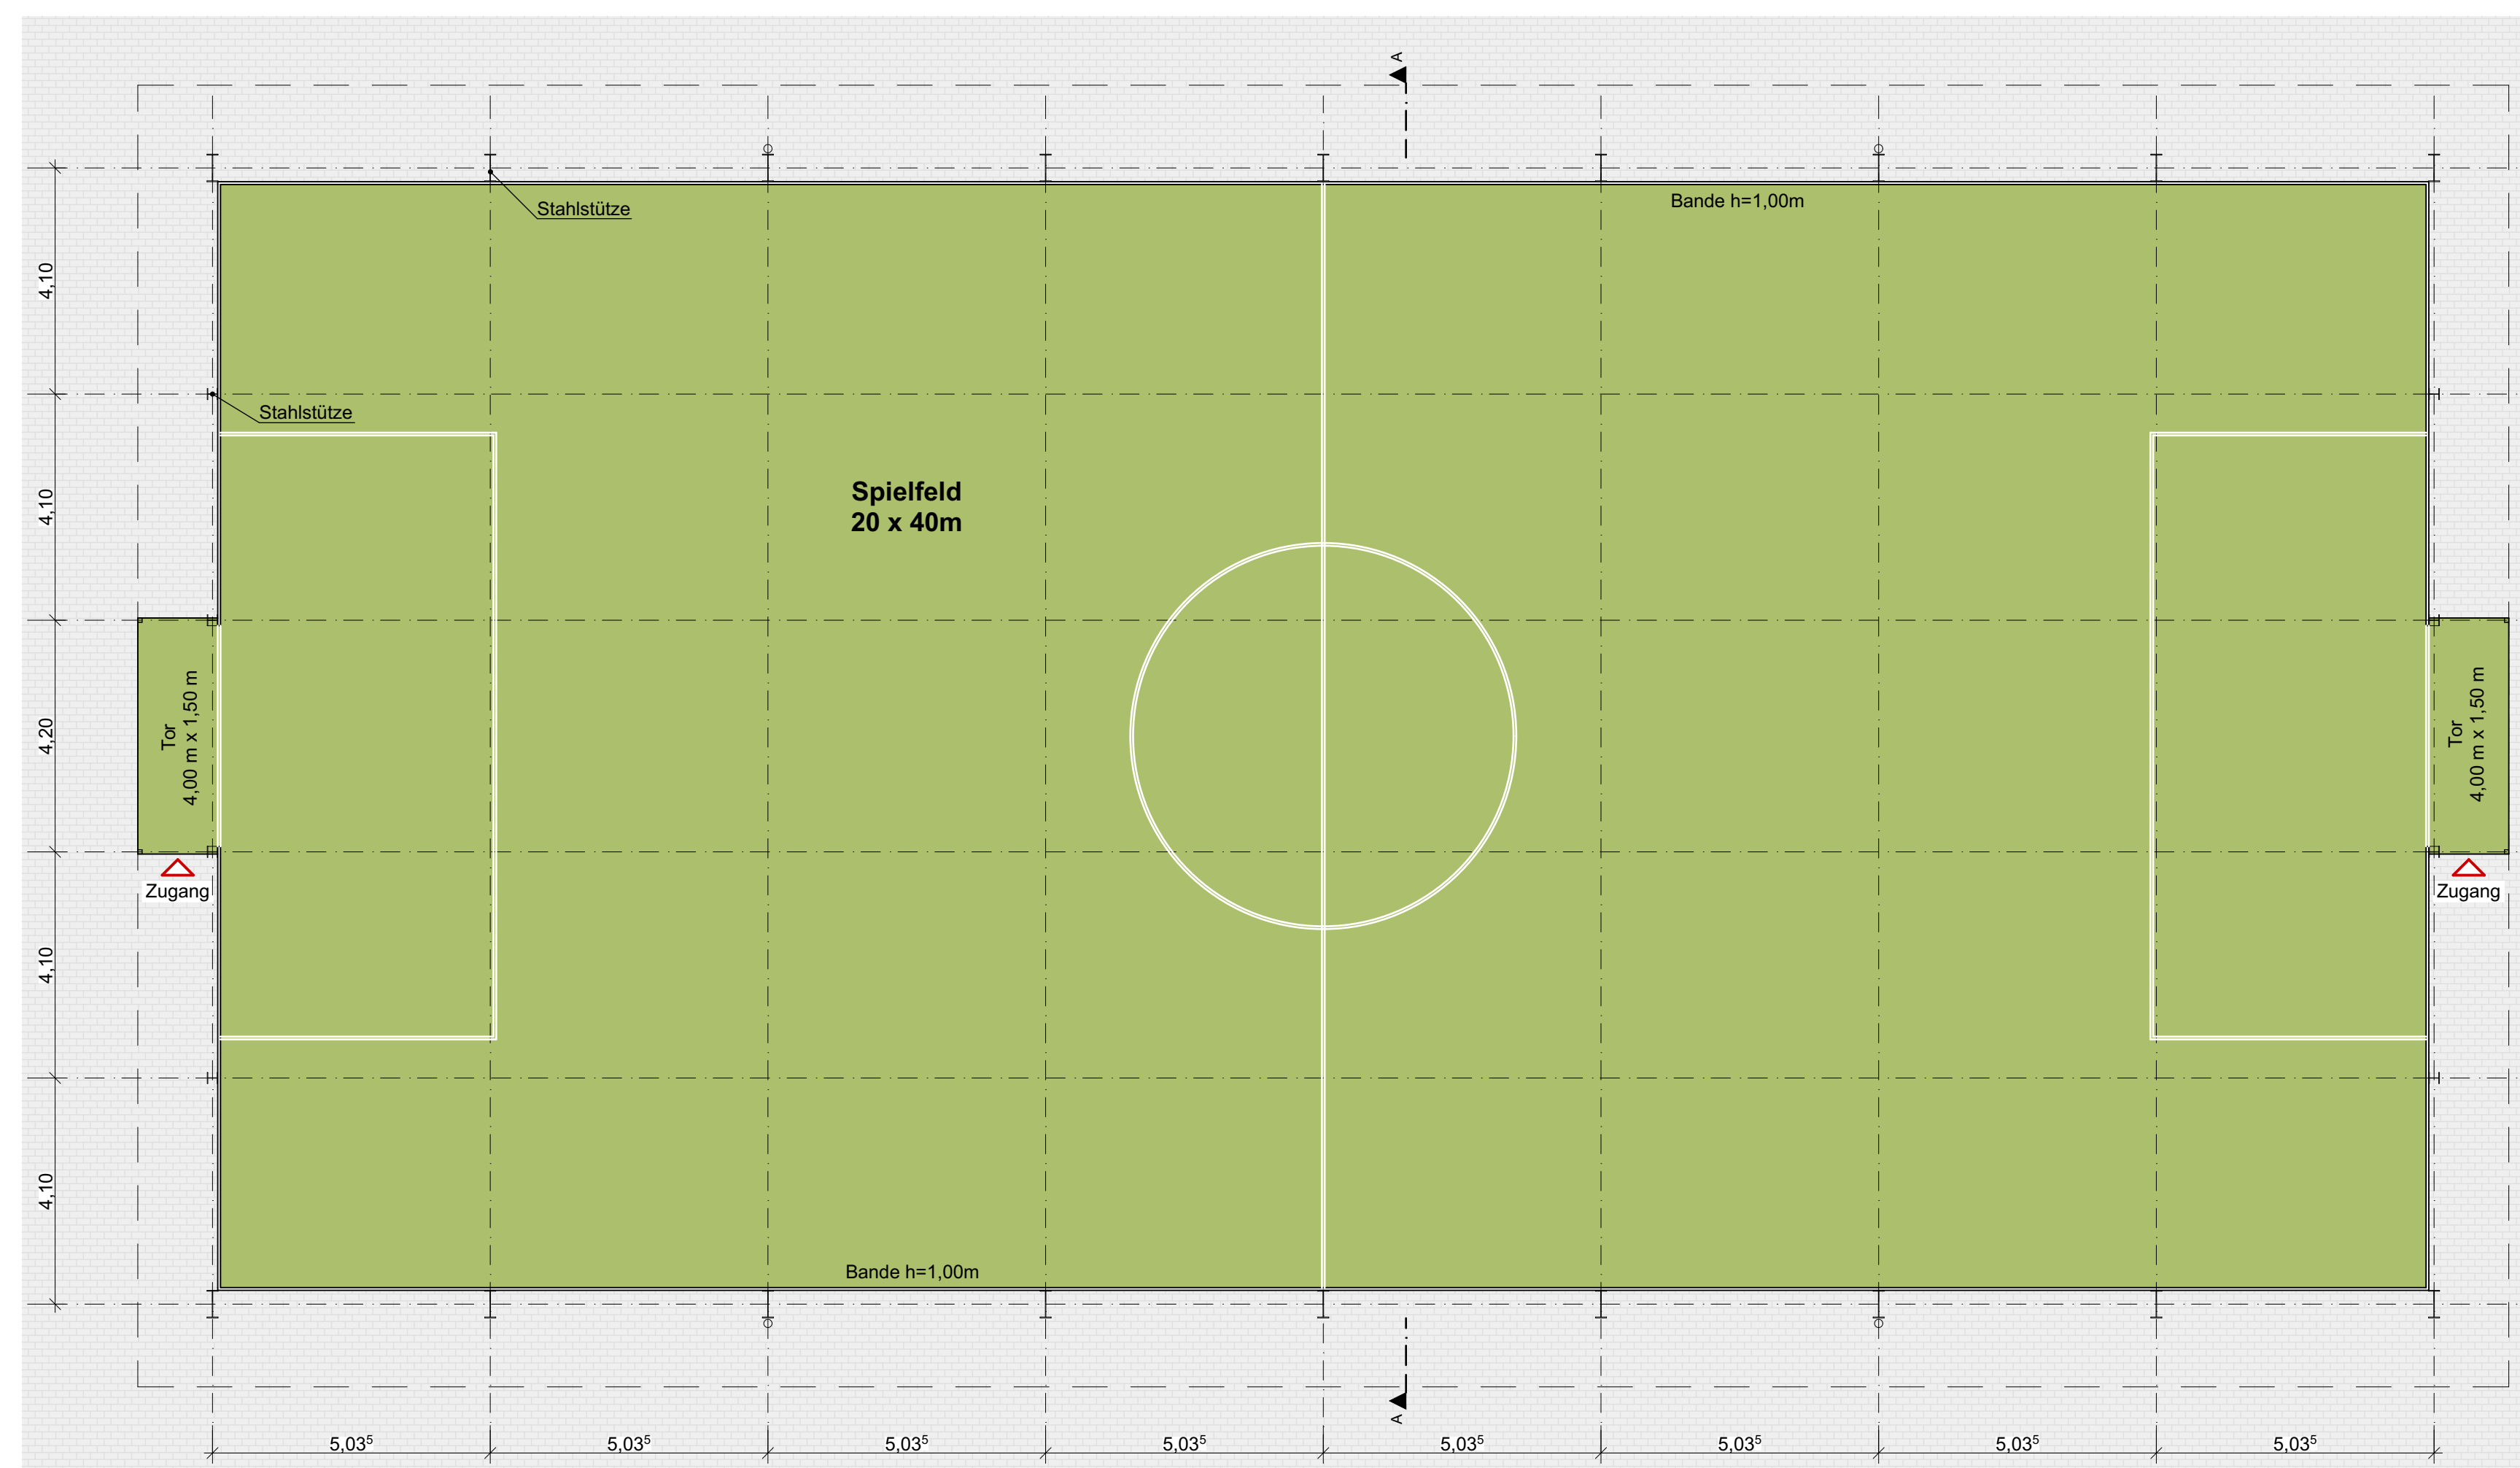 A
Stahlstütze
Bande h=1,00m
4,10
Stahlstütze
4,10
Spielfeld
20 x 40m
4,20
Tor
4,00 m x 1,50 m
Tor
4,00 m x 1,50 m
Zugang
Zugang
4,10
4,10
Bande h=1,00m
A
5,03⁵
5,03⁵
5,03⁵
5,03⁵
5,03⁵
5,03⁵
5,03⁵
5,03⁵